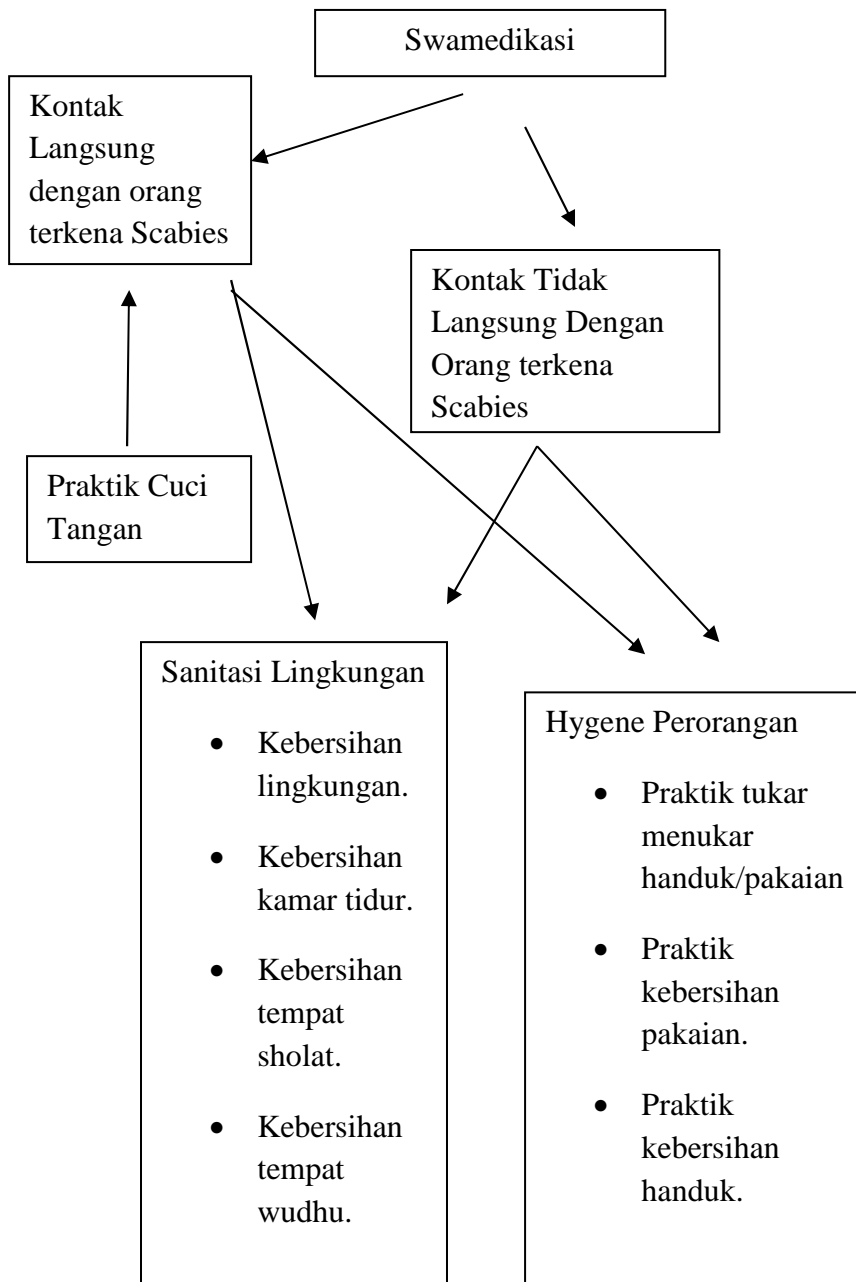 Swamedikasi
Kontak
Langsung
dengan orang
terkena Scabies
Kontak Tidak
Langsung Dengan
Orang terkena
Scabies
Praktik Cuci
Tangan
Sanitasi Lingkungan
• Kebersihan
lingkungan.
• Kebersihan
kamar tidur.
• Kebersihan
tempat
sholat.
• Kebersihan
tempat
wudhu.
Hygene Perorangan
• Praktik tukar
menukar
handuk/pakaian
• Praktik
kebersihan
pakaian.
• Praktik
kebersihan
handuk.